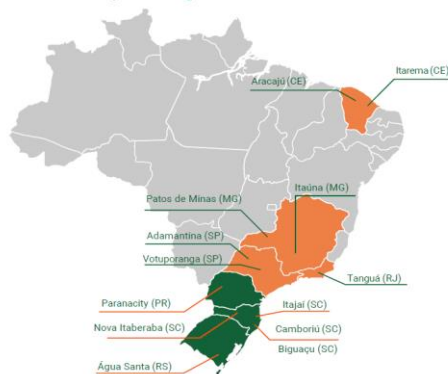 Itarema (CE)
Aracajú (CE)
Itaúna (MG)
Patos de Minas (MG)
Adamantina (SP)
Votuporanga (SP)
Tanguá (RJ)
Paranacity (PR)
Itajaí (SC)
Nova Itaberaba (SC)
Camboriú (SC)
Biguaçu (SC)
Água Santa (RS)